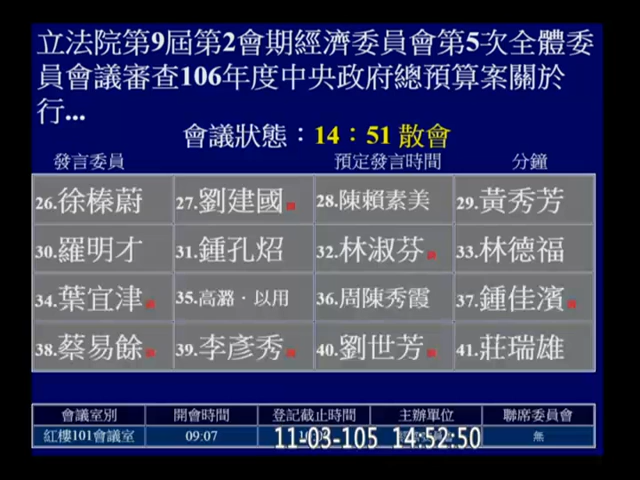 立法院第9屆第2會期經濟委員會第5次全體委
員會議審查106年度中央政府總預算案關於
行...
會議狀態：14：51散會
發言委員 預定發言時間 分鐘
26.徐榛蔚 27.劉建國 28.陳賴素美 29.黃秀芳
30.羅明才 31.鍾孔炤 32.林淑芬 33.林德福
34.葉宜津 35.高潞．以用 36.周陳秀霞 37.鍾佳濱
38.蔡易餘 39.李彥秀 40.劉世芳 41.莊瑞雄
會議室別 開會時間 登記截止時間 主辦單位 聯席委員會
紅樓101會議室 09:07 無
11-03-105 14:52:50